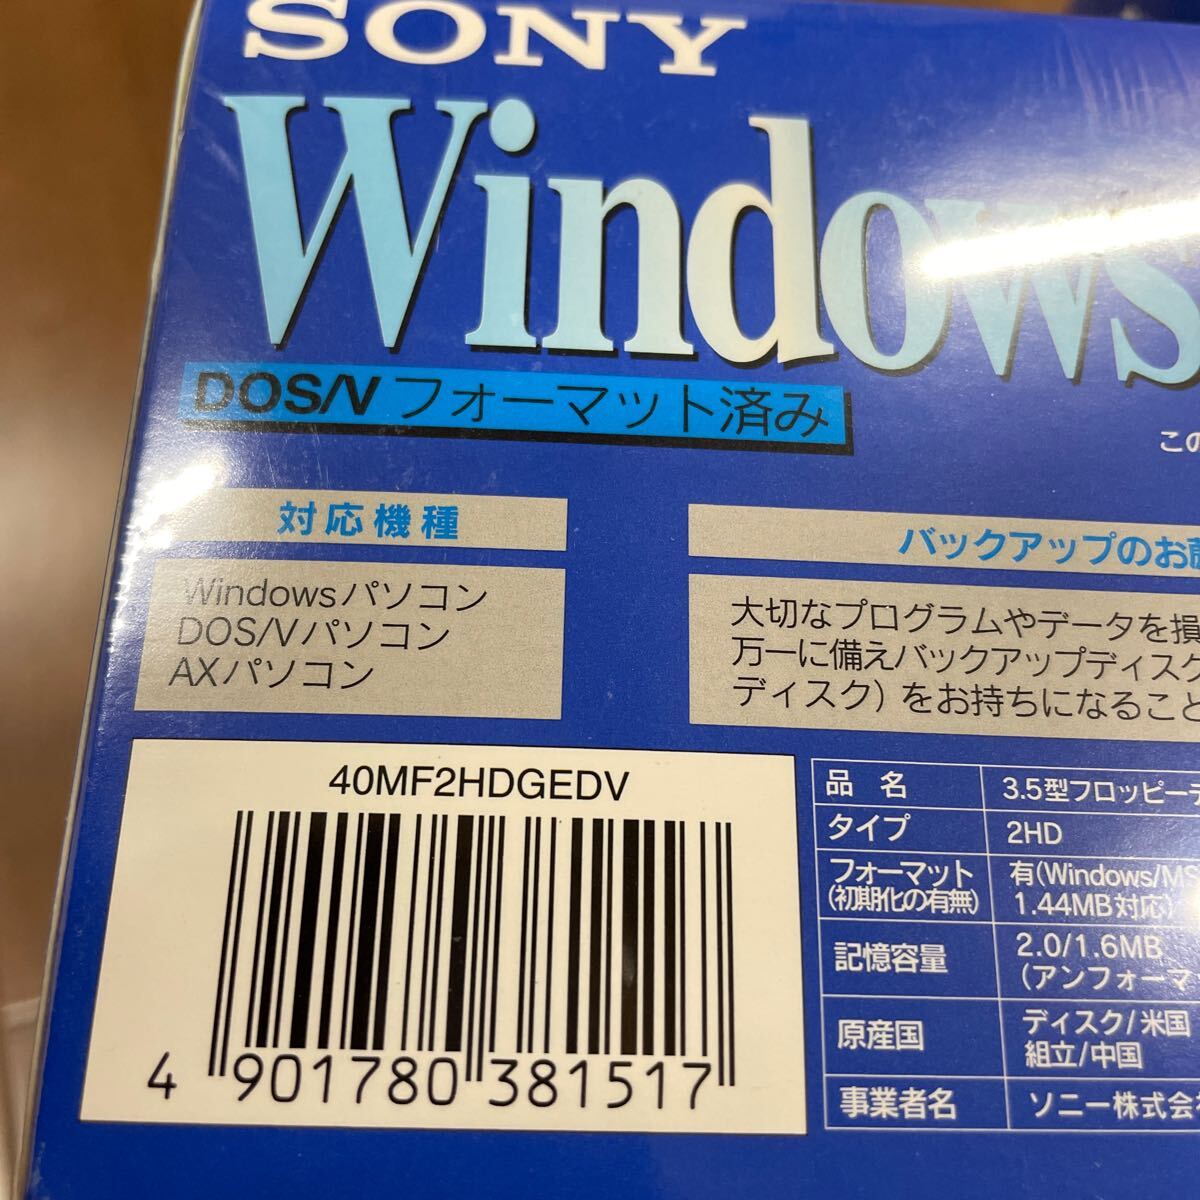 SONY
Windows
DOS/V フォーマット済み
この
対応機種
Windowsパソコン
DOS/Vパソコン
AXパソコン
バックアップのお願
大切なプログラムやデータを損
万一に備えバックアップディスク
ディスク）をお持ちになること
40MF2HDGEDV
4 901780 381517
品名 3.5型フロッピーデ
タイプ 2HD
フォーマット
(初期化の有無)
有(Windows/MS
1.44MB対応)
記憶容量
2.0/1.6MB
(アンフォーマ
原産国
ディスク/米国
組立/中国
事業者名 ソニー株式会